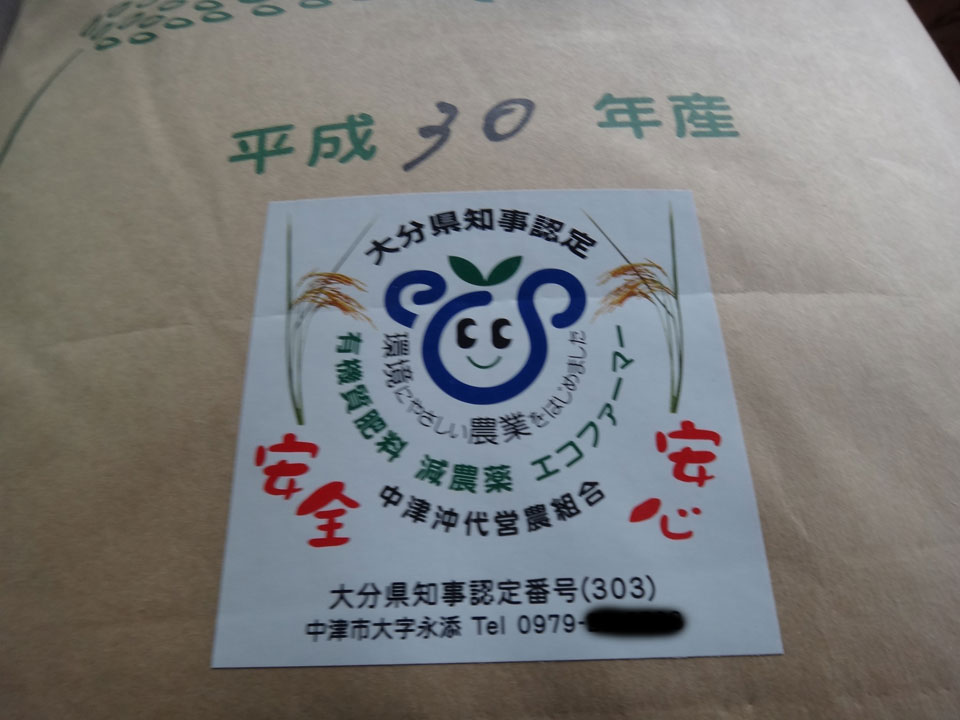 平成 30 年産
大分県知事認定
環境にやさしい農業をはじめました
有機質肥料 減農薬 エコファーマー
中津沖代営農組合
安全
安心
大分県知事認定番号(303)
中津市大字永添 Tel 0979-